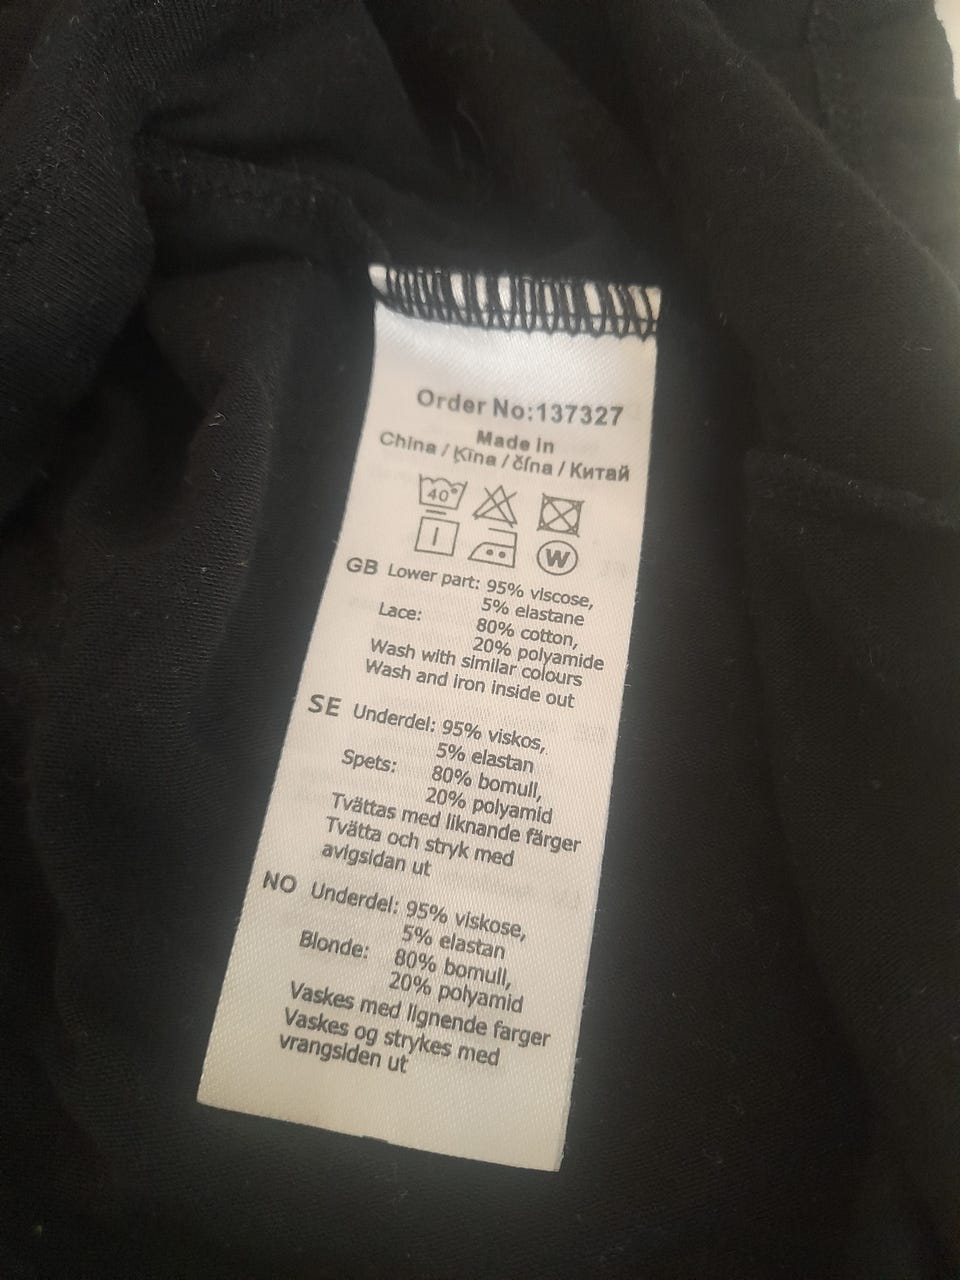 Order No:137327
Made in
China / Ķīna / čína / Китай
40°
W
GB Lower part: 95% viscose,
5% elastane
Lace: 80% cotton,
20% polyamide
Wash with similar colours
Wash and iron inside out
SE Underdel: 95% viskos,
5% elastan
Spets: 80% bomull,
20% polyamid
Tvättas med liknande färger
Tvätta och stryk med
avigsidan ut
NO Underdel: 95% viskose,
5% elastan
Blonde: 80% bomull,
20% polyamid
Vaskes med lignende farger
Vaskes og strykes med
vrangsiden ut